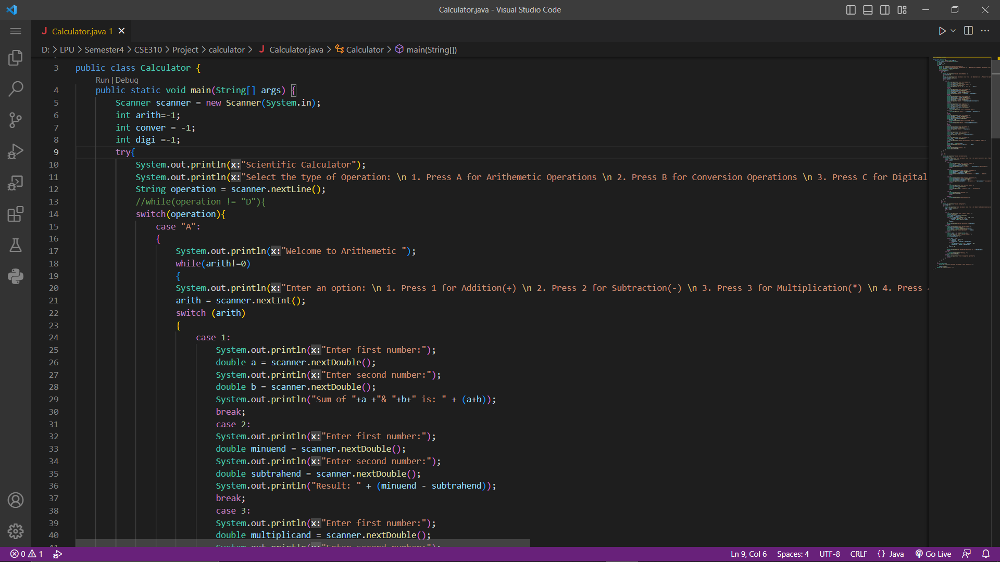 Calculator.java - Visual Studio Code
J Calculator.java 1
D: > LPU > Semester4 > CSE310 > Project > calculator > J Calculator.java > Calculator > main(String[])
3 public class Calculator {
Run | Debug
4 public static void main(String[] args) {
5 Scanner scanner = new Scanner(System.in);
6 int arith=-1;
7 int conver = -1;
8 int digi =-1;
9 try{
10 System.out.println(x:"Scientific Calculator");
11 System.out.println(x:"Select the type of Operation: \n 1. Press A for Arithemetic Operations \n 2. Press B for Conversion Operations \n 3. Press C for Digital
12 String operation = scanner.nextLine();
13 //while(operation != "D"){
14 switch(operation){
15 case "A":
16 {
17 System.out.println(x:"Welcome to Arithemetic ");
18 while(arith!=0)
19 {
20 System.out.println(x:"Enter an option: \n 1. Press 1 for Addition(+) \n 2. Press 2 for Subtraction(-) \n 3. Press 3 for Multiplication(*) \n 4. Press
21 arith = scanner.nextInt();
22 switch (arith)
23 {
24 case 1:
25 System.out.println(x:"Enter first number:");
26 double a = scanner.nextDouble();
27 System.out.println(x:"Enter second number:");
28 double b = scanner.nextDouble();
29 System.out.println("Sum of "+a +"& "+b+" is: " + (a+b));
30 break;
31 case 2:
32 System.out.println(x:"Enter first number:");
33 double minuend = scanner.nextDouble();
34 System.out.println(x:"Enter second number:");
35 double subtrahend = scanner.nextDouble();
36 System.out.println("Result: " + (minuend - subtrahend));
37 break;
38 case 3:
39 System.out.println(x:"Enter first number:");
40 double multiplicand = scanner.nextDouble();
0 1
Ln 9, Col 6 Spaces: 4 UTF-8 CRLF {} Java Go Live